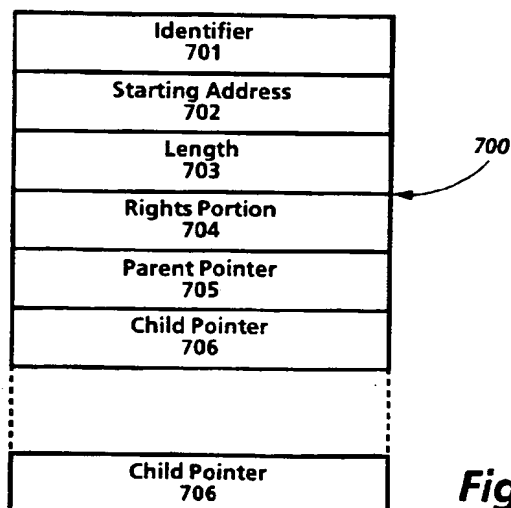 Identifier
701
Starting Address
702
Length
703
700
Rights Portion
704
Parent Pointer
705
Child Pointer
706
Child Pointer
706
Fig